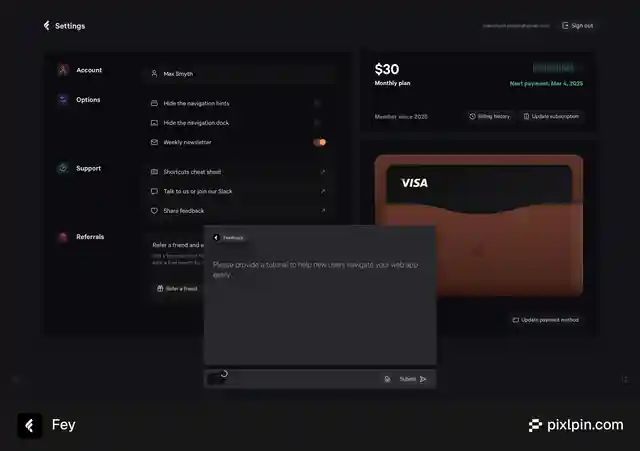 Settings
Sign out
Account
Max Smyth
Options
Hide the navigation hints
Hide the navigation dock
Weekly newsletter
Support
Shortcuts cheat sheet
Talk to us or join our Slack
Share feedback
Referrals
Refer a friend and
Refer a friend
$30
Monthly plan
Next payment, Mar 4, 2025
Member since 2025
Billing history
Update subscription
VISA
Update payment method
Feedback
Please provide a tutorial to help new users navigate your web app
easily.
Submit
Fey
pixlpin.com